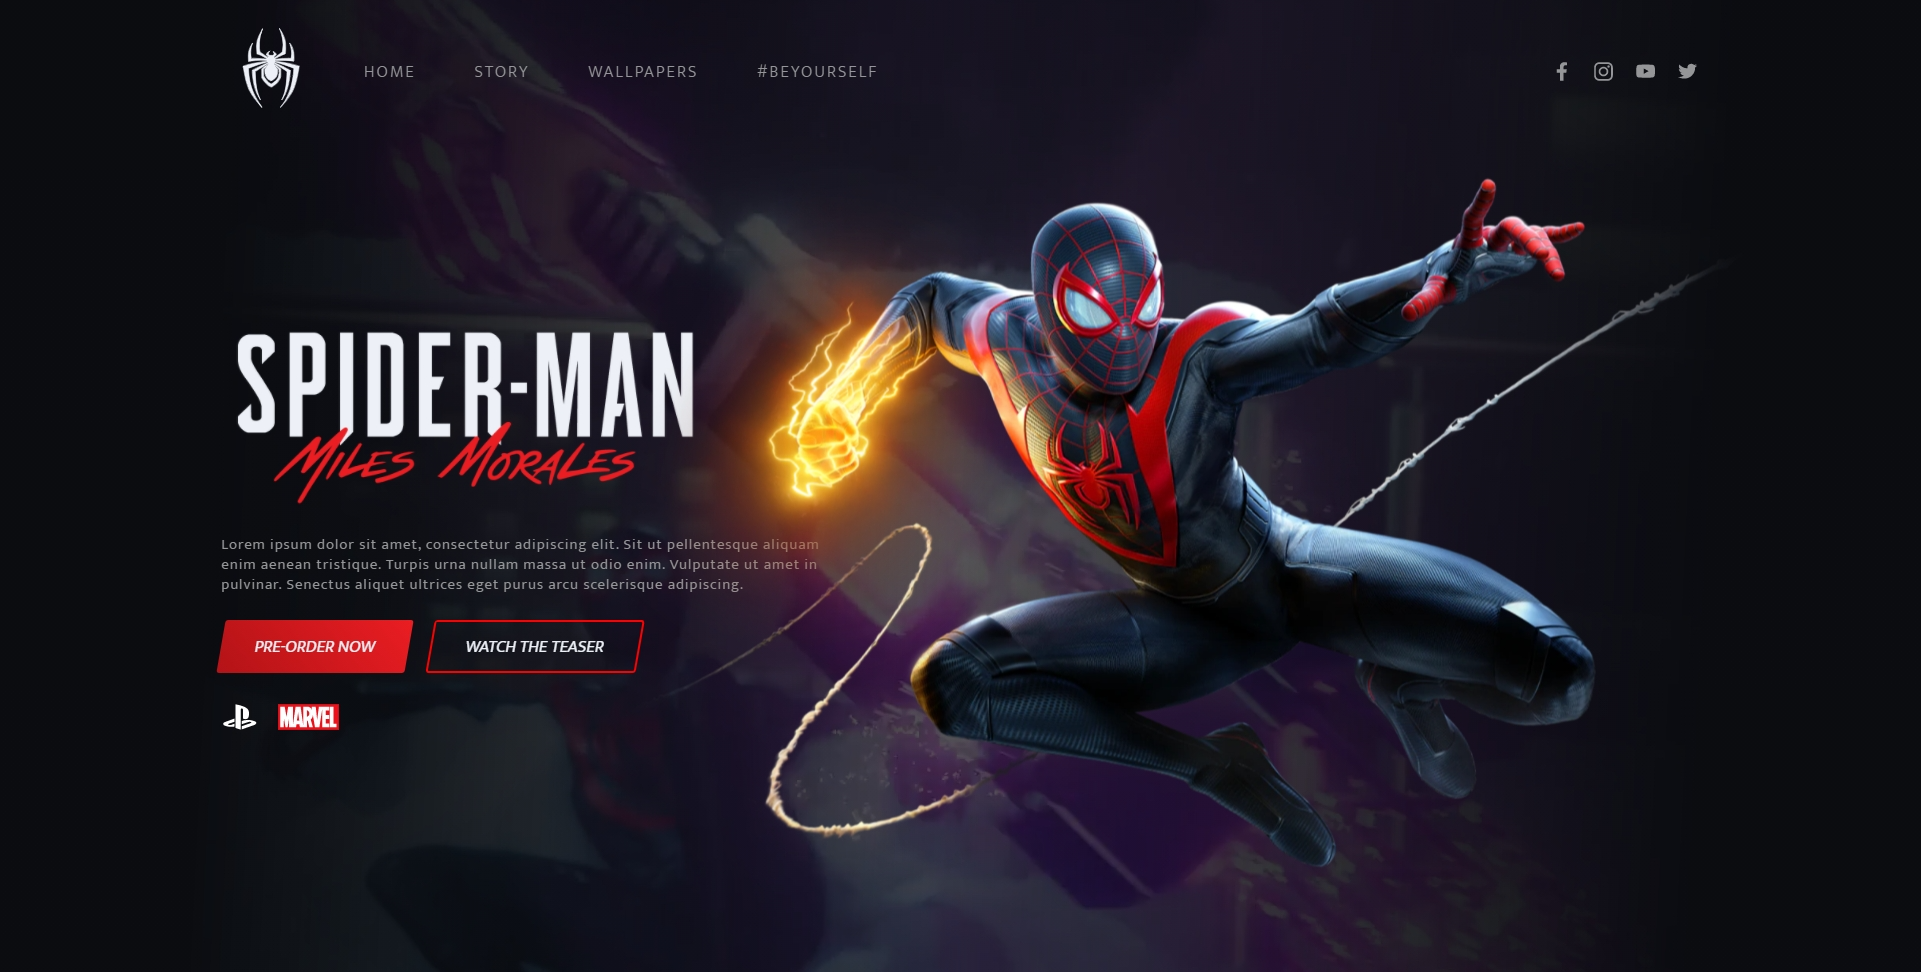 HOME STORY WALLPAPERS #BEYOURSELF
SPIDER-MAN
MILES MORALES
Lorem ipsum dolor sit amet, consectetur adipiscing elit. Sit ut pellentesque aliquam
enim aenean tristique. Turpis urna nullam massa ut odio enim. Vulputate ut amet in
pulvinar. Senectus aliquet ultrices eget purus arcu scelerisque adipiscing.
PRE-ORDER NOW WATCH THE TEASER
MARVEL